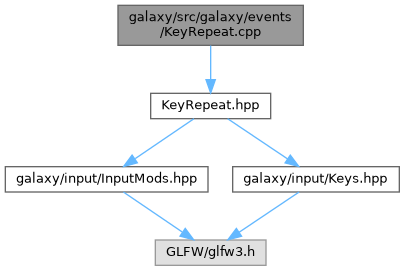 galaxy/src/galaxy/events
/KeyRepeat.cpp
KeyRepeat.hpp
galaxy/input/InputMods.hpp
galaxy/input/Keys.hpp
GLFW/glfw3.h